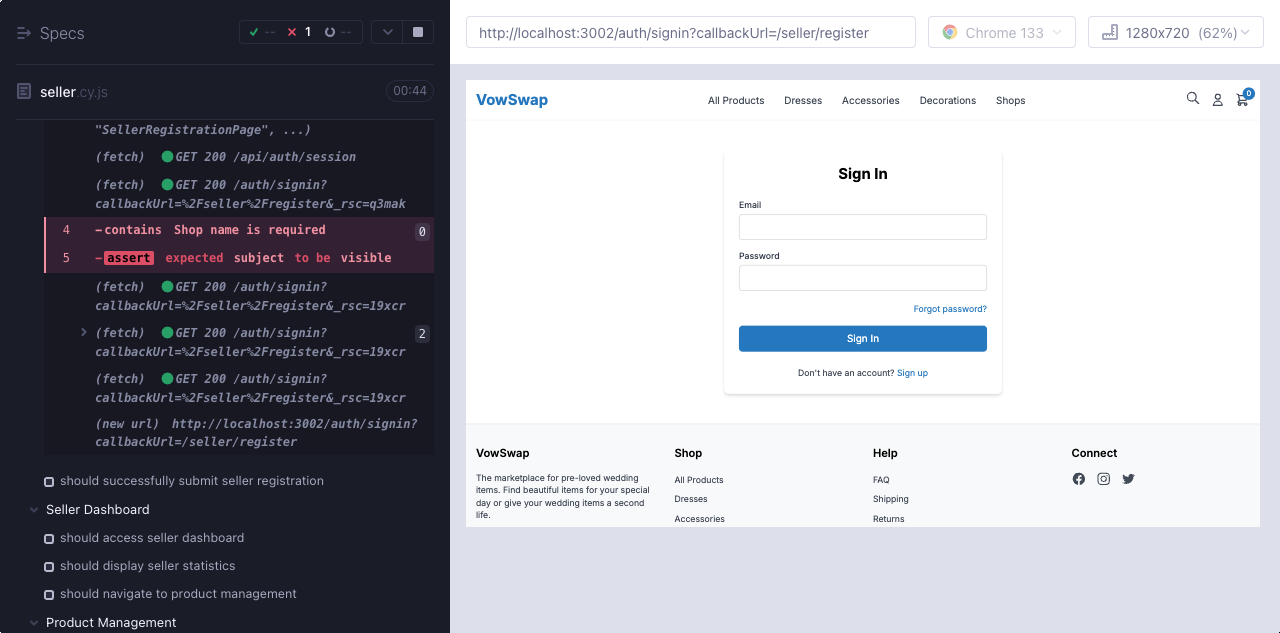 Specs
-- 1 --
seller.cy.js 00:44
"SellerRegistrationPage", ...)
(fetch) GET 200 /api/auth/session
(fetch) GET 200 /auth/signin?
callbackUrl=%2Fseller%2Fregister&_rsc=q3mak
4 -contains Shop name is required 0
5 -assert expected subject to be visible
(fetch) GET 200 /auth/signin?
callbackUrl=%2Fseller%2Fregister&_rsc=19xcr
(fetch) GET 200 /auth/signin? 2
callbackUrl=%2Fseller%2Fregister&_rsc=19xcr
(fetch) GET 200 /auth/signin?
callbackUrl=%2Fseller%2Fregister&_rsc=19xcr
(new url) http://localhost:3002/auth/signin?
callbackUrl=/seller/register
should successfully submit seller registration
Seller Dashboard
should access seller dashboard
should display seller statistics
should navigate to product management
Product Management
http://localhost:3002/auth/signin?callbackUrl=/seller/register Chrome 133 1280x720 (62%)
VowSwap All Products Dresses Accessories Decorations Shops 0
Sign In
Email
Password
Forgot password?
Sign In
Don't have an account? Sign up
VowSwap
The marketplace for pre-loved wedding
items. Find beautiful items for your special
day or give your wedding items a second
life.
Shop
All Products
Dresses
Accessories
Help
FAQ
Shipping
Returns
Connect